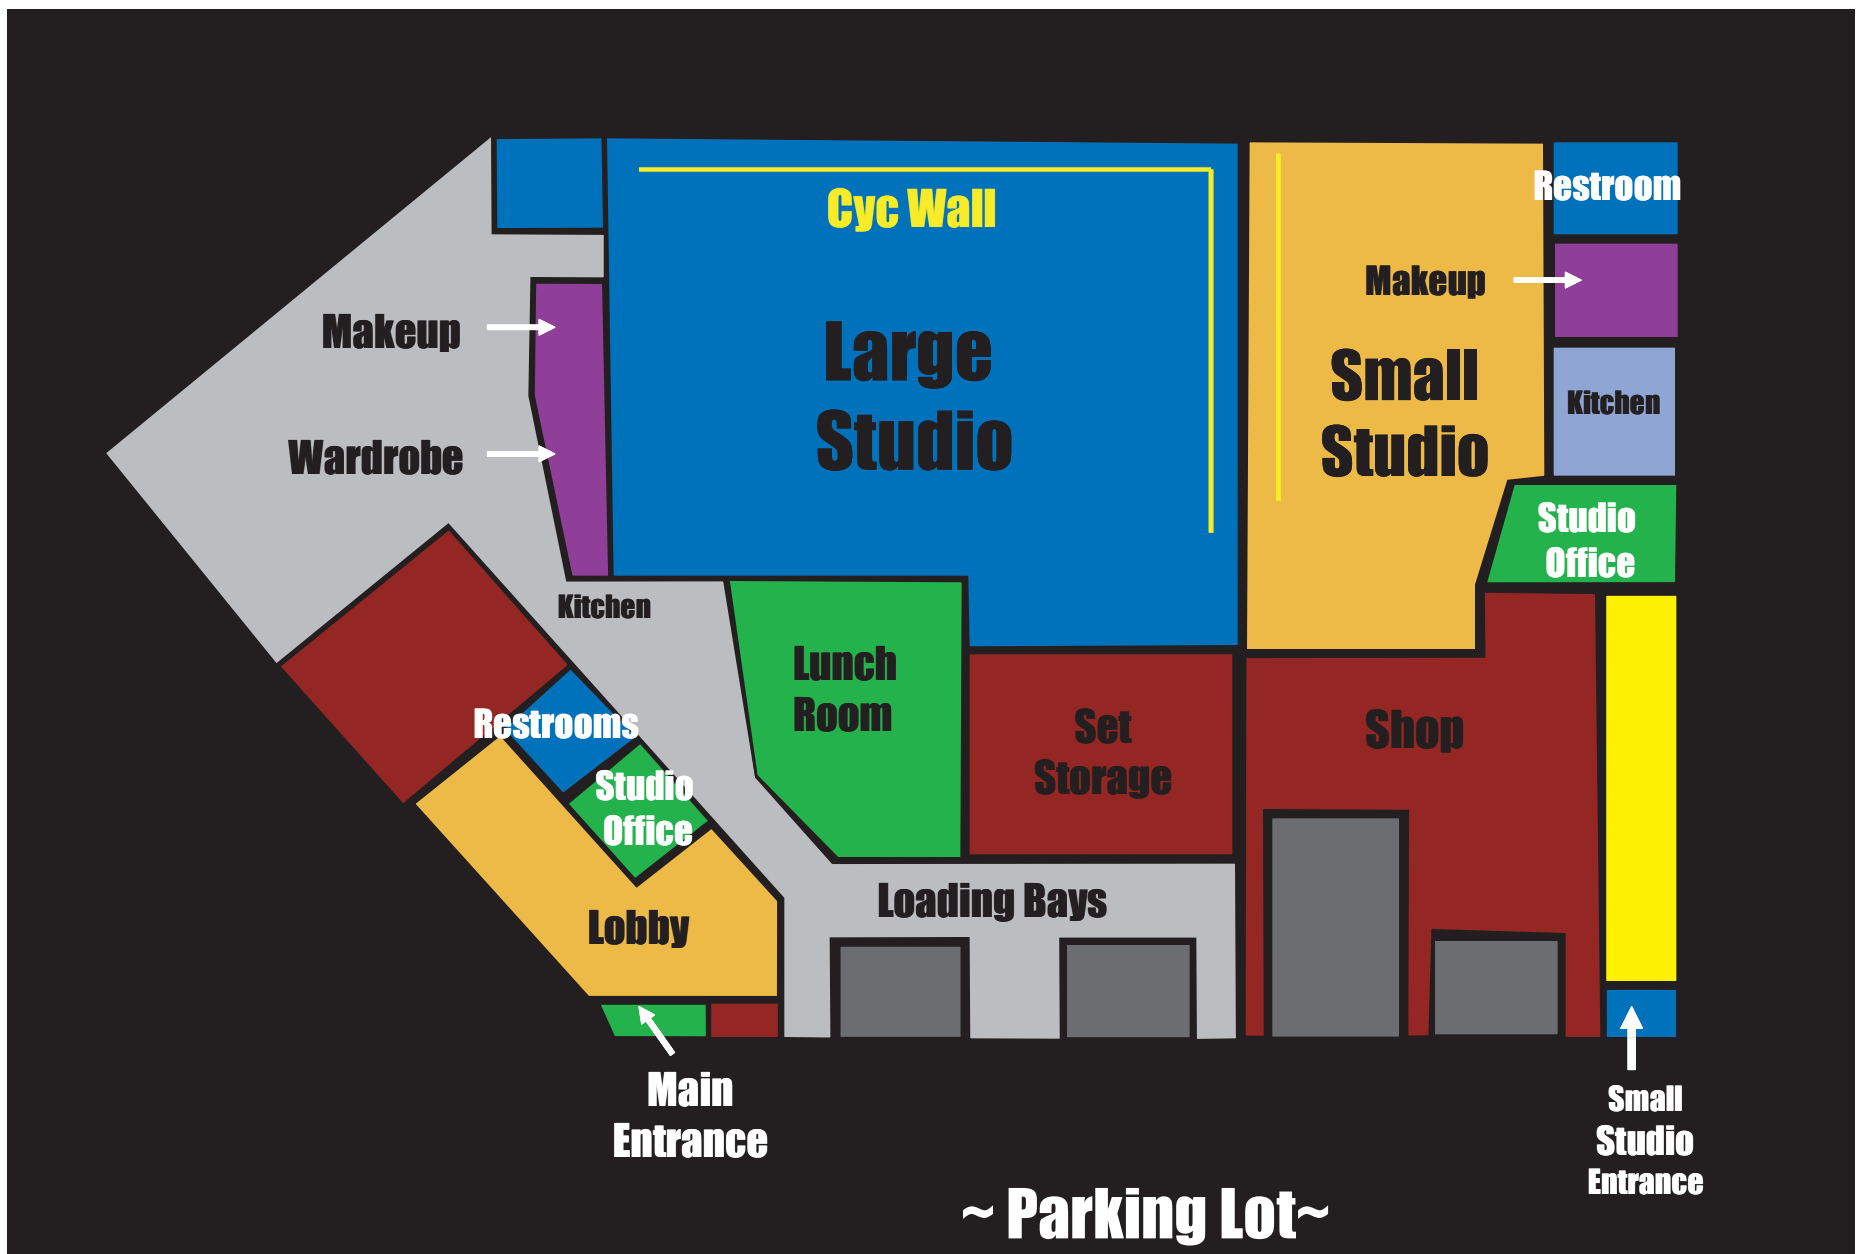 Cyc Wall
Restroom
Makeup
Makeup
Large
Studio
Small
Studio
Kitchen
Wardrobe
Studio
Office
Kitchen
Lunch
Room
Restrooms
Set
Storage
Shop
Studio
Office
Loading Bays
Lobby
Main
Entrance
Small
Studio
Entrance
~ Parking Lot~